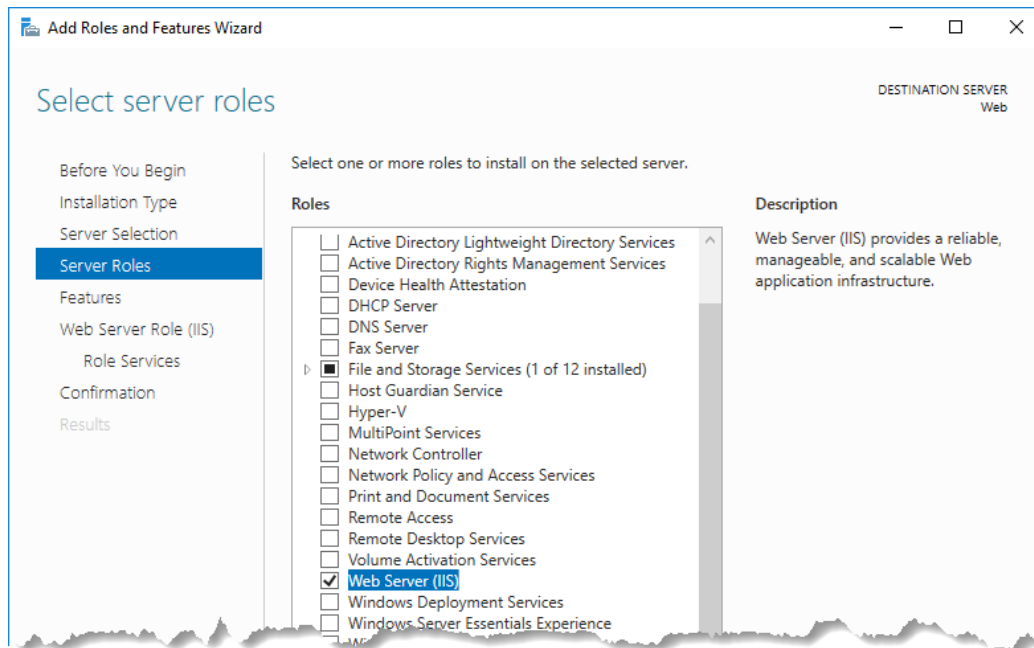 Add Roles and Features Wizard
Select server roles
DESTINATION SERVER
Web
Before You Begin
Installation Type
Server Selection
Server Roles
Features
Web Server Role (IIS)
Role Services
Confirmation
Results
Select one or more roles to install on the selected server.
Roles
Active Directory Lightweight Directory Services
Active Directory Rights Management Services
Device Health Attestation
DHCP Server
DNS Server
Fax Server
File and Storage Services (1 of 12 installed)
Host Guardian Service
Hyper-V
MultiPoint Services
Network Controller
Network Policy and Access Services
Print and Document Services
Remote Access
Remote Desktop Services
Volume Activation Services
Web Server (IIS)
Windows Deployment Services
Windows Server Essentials Experience
Description
Web Server (IIS) provides a reliable,
manageable, and scalable Web
application infrastructure.